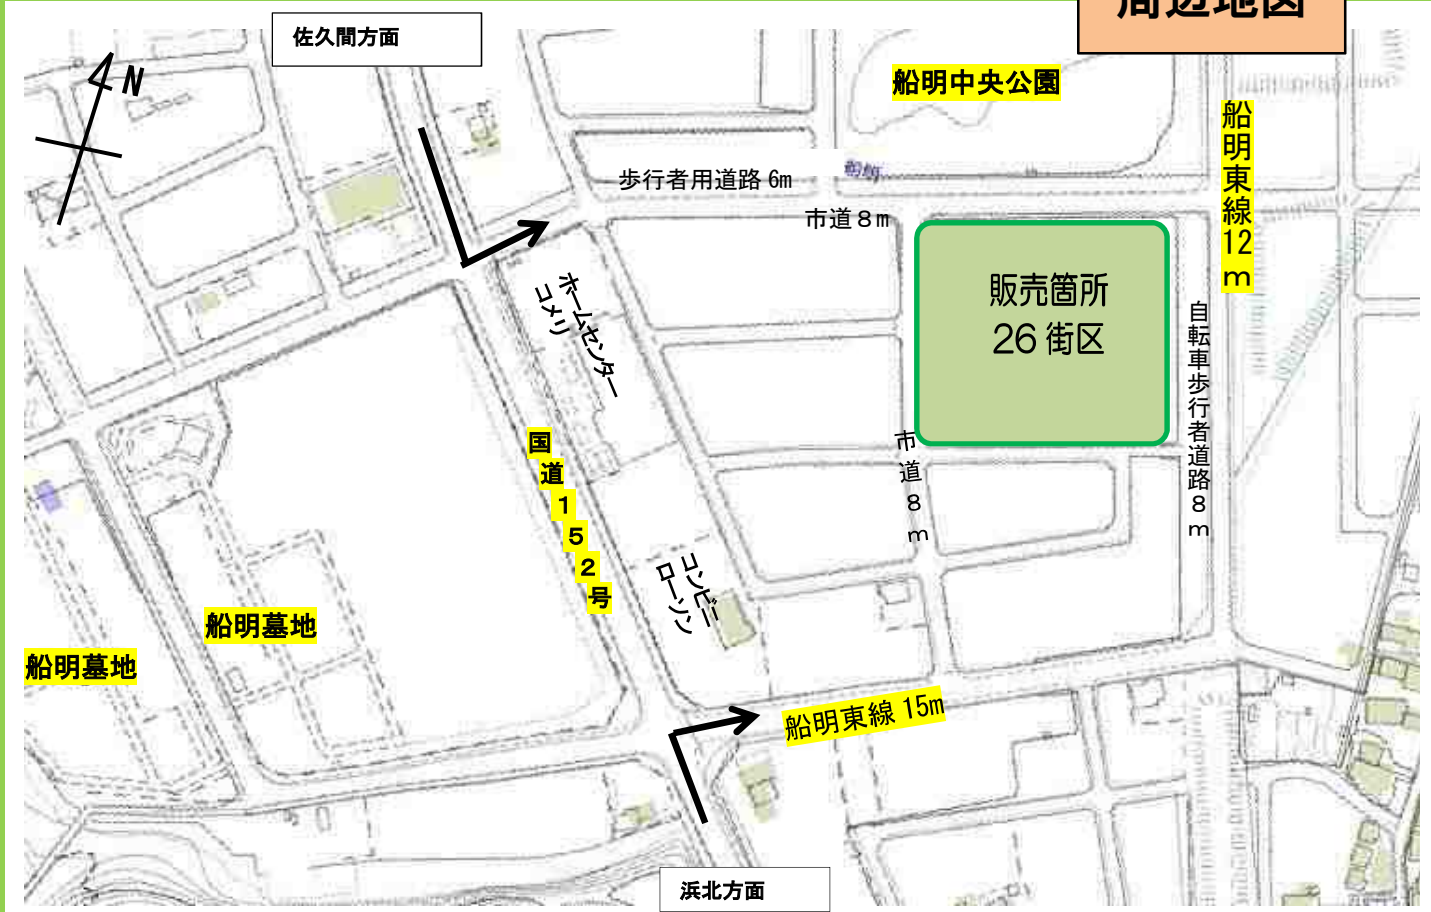 周辺地図
佐久間方面
N
船明中央公園
船明東線12m
歩行者用道路 6m
船明
市道8m
販売箇所
26街区
ホームセンター
コメリ
自転車歩行者道路8m
国道152号
市道8m
コンビニ
ローソン
船明墓地
船明墓地
船明東線 15m
浜北方面